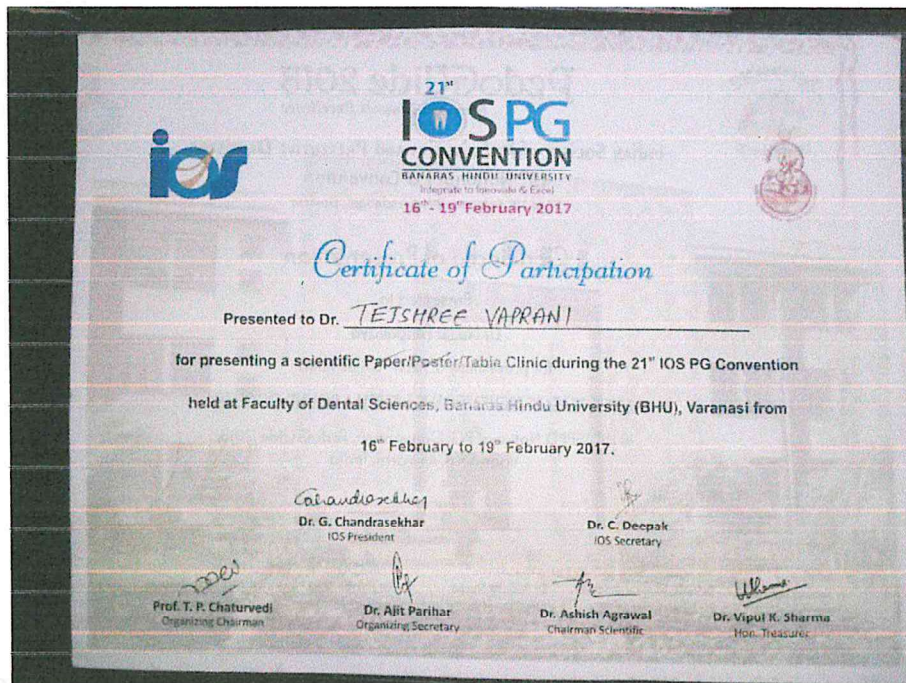 ios
21st
IOS PG
CONVENTION
BANARAS HINDU UNIVERSITY
Integrate to Innovate & Excel
16th - 19th February 2017
Certificate of Participation
Presented to Dr. TEJSHREE VAPRANI
for presenting a scientific Paper/Poster/Table Clinic during the 21st IOS PG Convention
held at Faculty of Dental Sciences, Banaras Hindu University (BHU), Varanasi from
16th February to 19th February 2017.
Dr. G. Chandrasekhar
IOS President
Dr. C. Deepak
IOS Secretary
Prof. T. P. Chaturvedi
Organizing Chairman
Dr. Ajit Parihar
Organizing Secretary
Dr. Ashish Agrawal
Chairman Scientific
Dr. Vipul K. Sharma
Hon. Treasurer